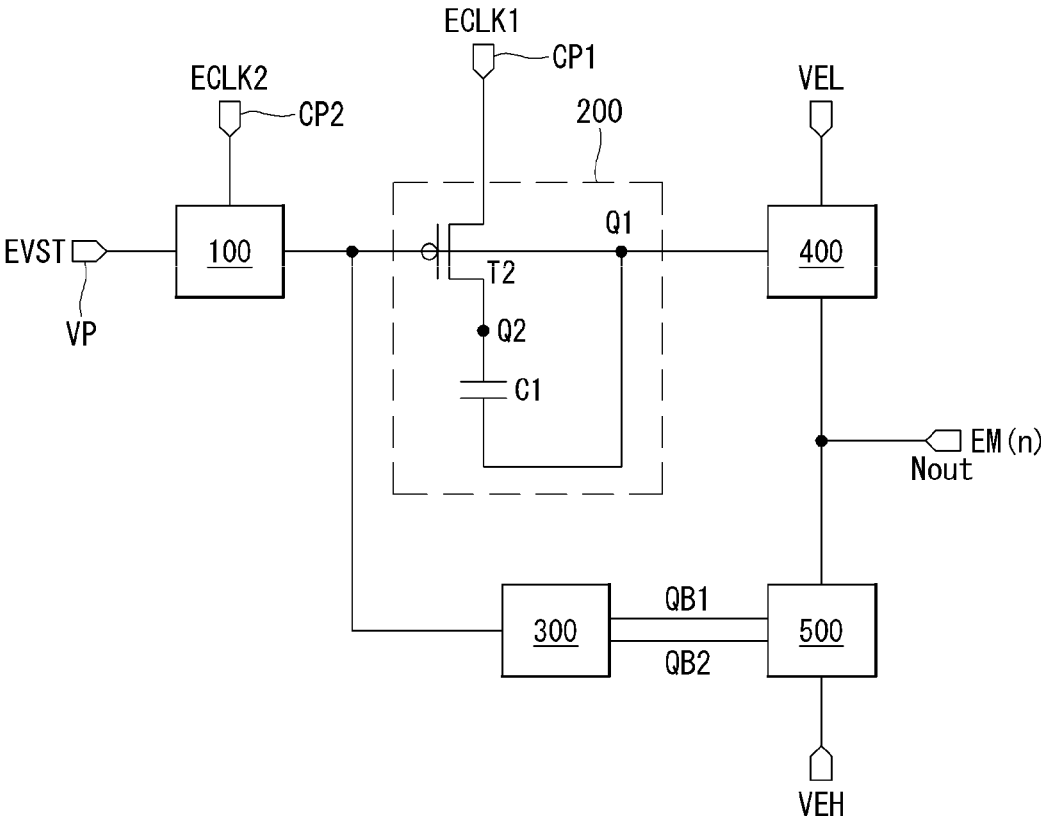 ECLK1
CP1
ECLK2
CP2
VEL
200
EVST
100
Q1
400
T2
VP
Q2
C1
EM(n)
Nout
300
QB1
QB2
500
VEH